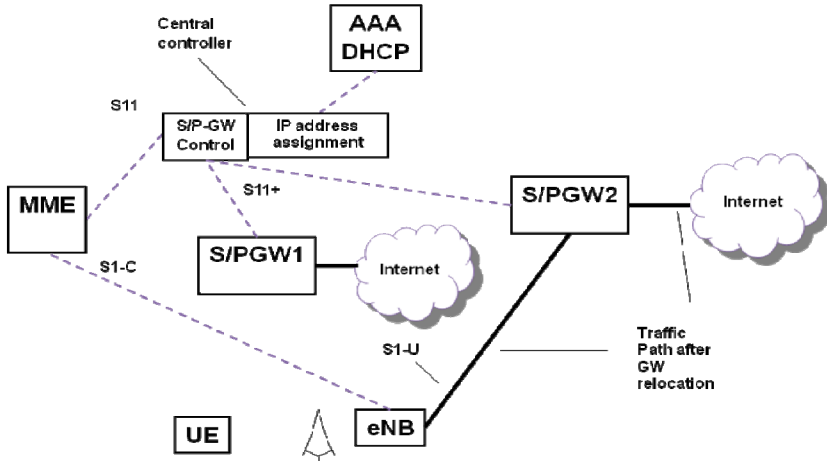 Central
controller
AAA
DHCP
S11
S/P-GW
Control
IP address
assignment
S11+
MME
S/PGW2
Internet
S/PGW1
Internet
S1-C
S1-U
Traffic
Path after
GW
relocation
UE
eNB